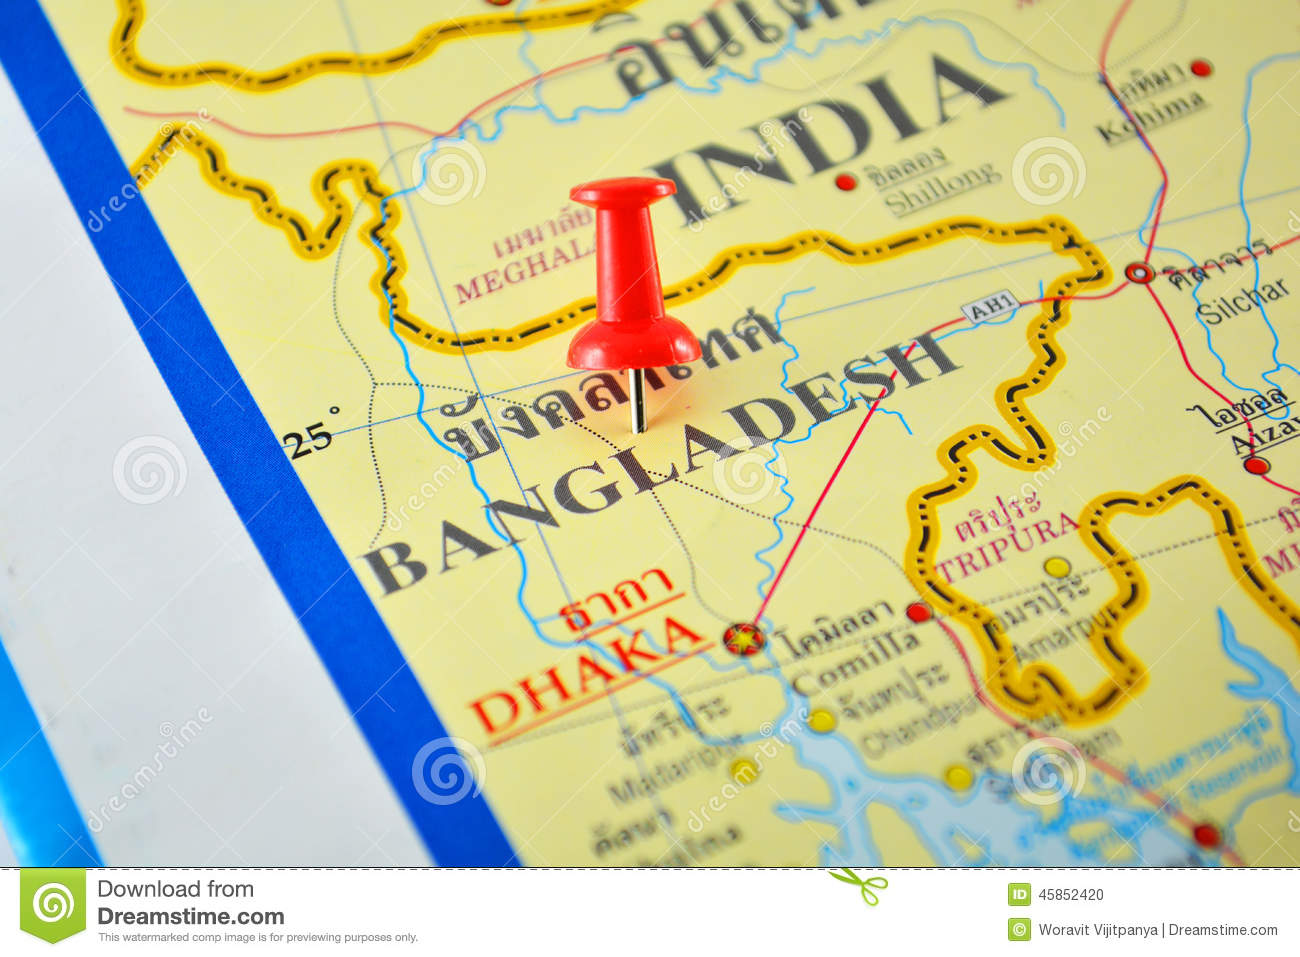 อินเดีย
INDIA
โกหิมา
Kohima
ชิลลอง
Shillong
เมฆาลัย
MEGHALA
AH1
ศิลาจาร
Silchar
บังคลาเทศ
BANGLADESH
25°
ไอซอล
Aizaw
ตริปุระ
TRIPURA
MI
ธากา
DHAKA
โคมิลลา
Comilla
อมรปุระ
Amarpur
จันทปุระ
Chandpur
Madaripur
Reservoir
dreamstime
Download from
Dreamstime.com
This watermarked comp image is for previewing purposes only.
ID 45852420
© Woravit Vijitpanya | Dreamstime.com